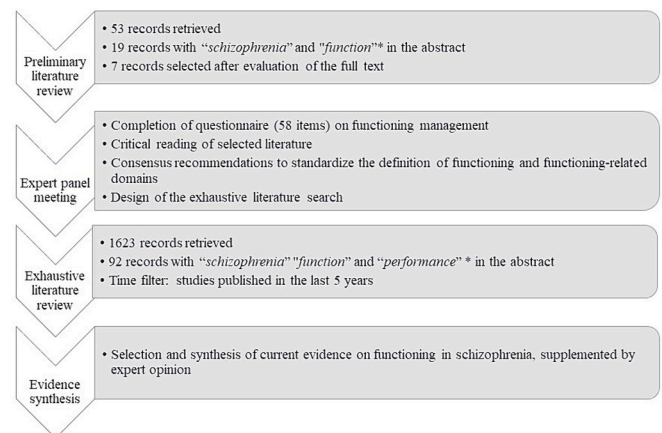 Preliminary
literature
review
• 53 records retrieved
• 19 records with “schizophrenia” and "function"* in the abstract
• 7 records selected after evaluation of the full text
Expert panel
meeting
• Completion of questionnaire (58 items) on functioning management
• Critical reading of selected literature
• Consensus recommendations to standardize the definition of functioning and functioning-related
domains
• Design of the exhaustive literature search
Exhaustive
literature
review
• 1623 records retrieved
• 92 records with “schizophrenia” "function" and “performance” * in the abstract
• Time filter: studies published in the last 5 years
Evidence
synthesis
• Selection and synthesis of current evidence on functioning in schizophrenia, supplemented by
expert opinion